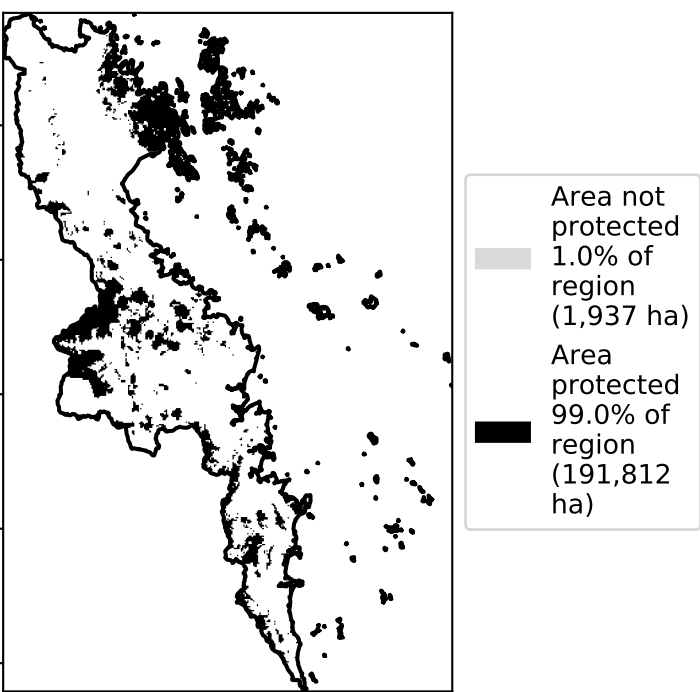 Area not
protected
1.0% of
region
(1,937 ha)
Area
protected
99.0% of
region
(191,812
ha)